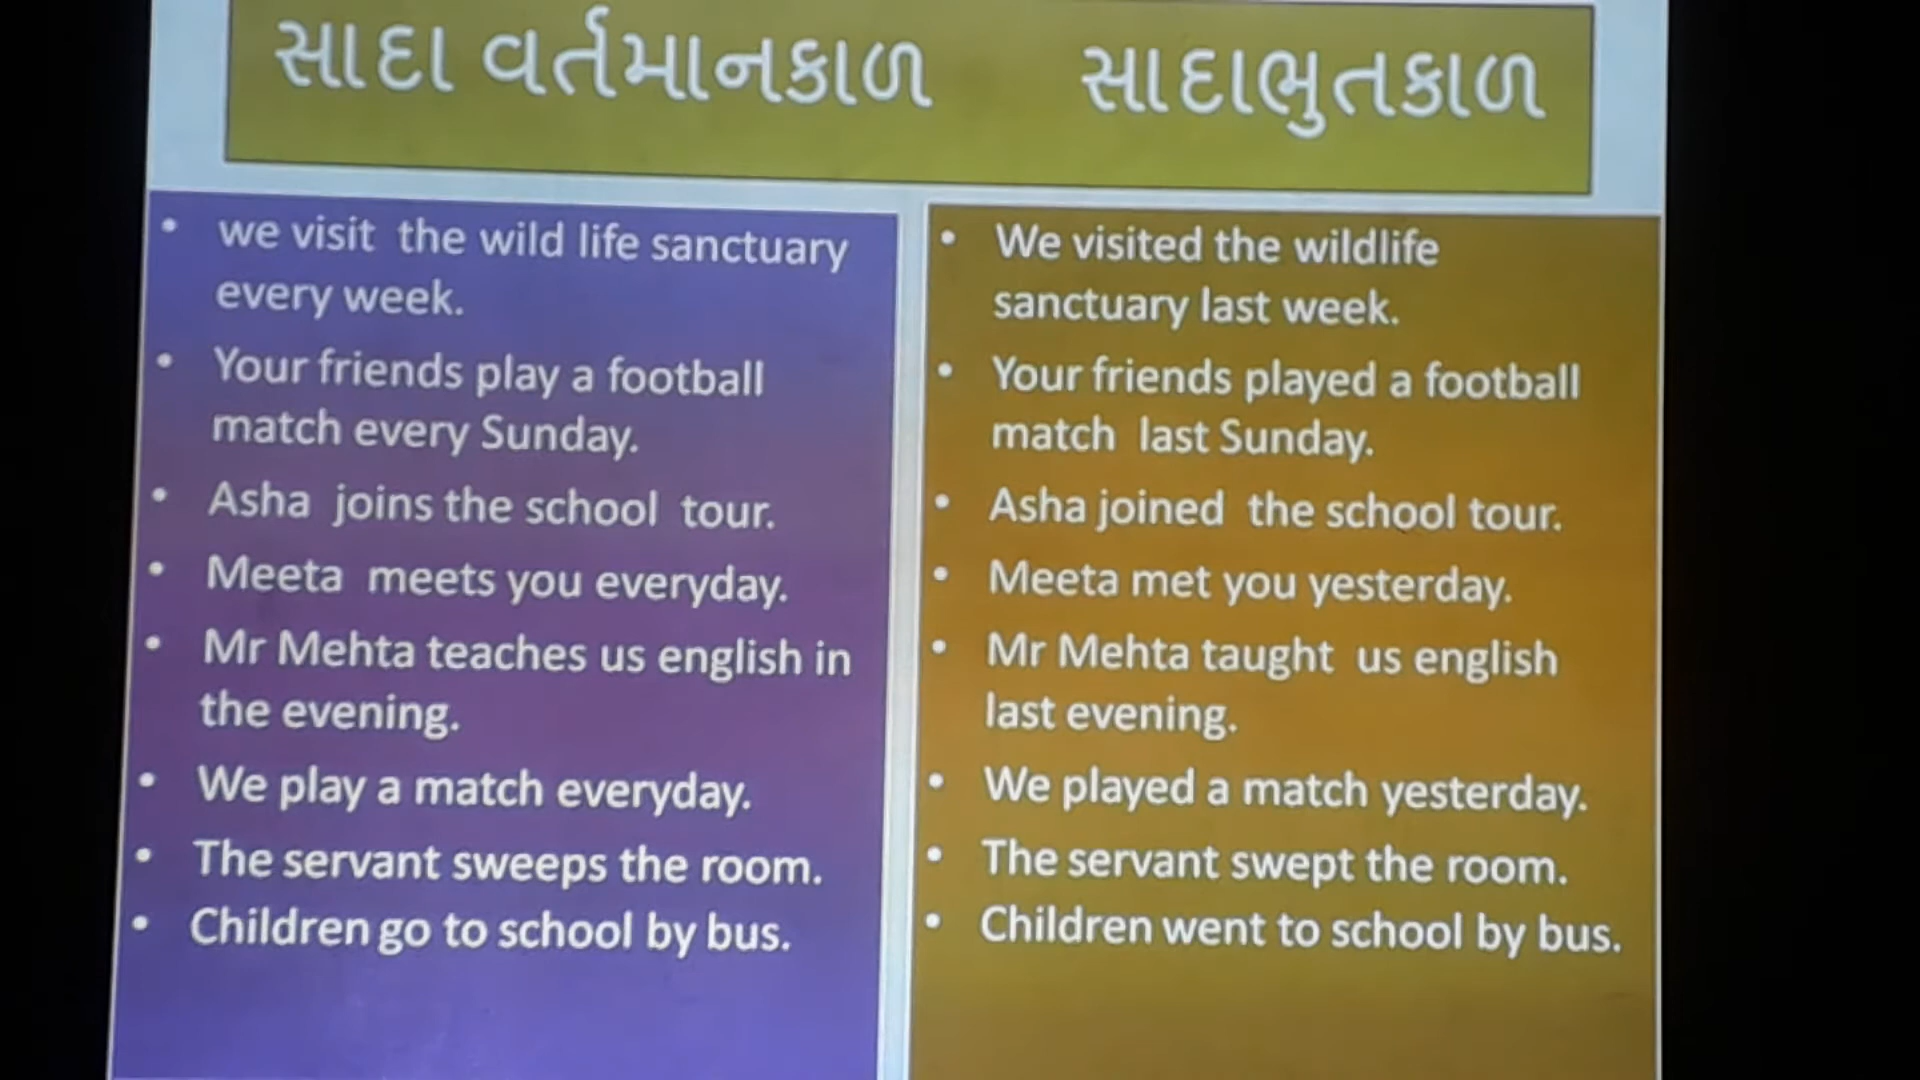 સાદા વર્તમાનકાળ સાદાભુતકાળ
• we visit the wild life sanctuary
every week.
• Your friends play a football
match every Sunday.
• Asha joins the school tour.
• Meeta meets you everyday.
• Mr Mehta teaches us english in
the evening.
• We play a match everyday.
• The servant sweeps the room.
• Children go to school by bus.
• We visited the wildlife
sanctuary last week.
• Your friends played a football
match last Sunday.
• Asha joined the school tour.
• Meeta met you yesterday.
• Mr Mehta taught us english
last evening.
• We played a match yesterday.
• The servant swept the room.
• Children went to school by bus.